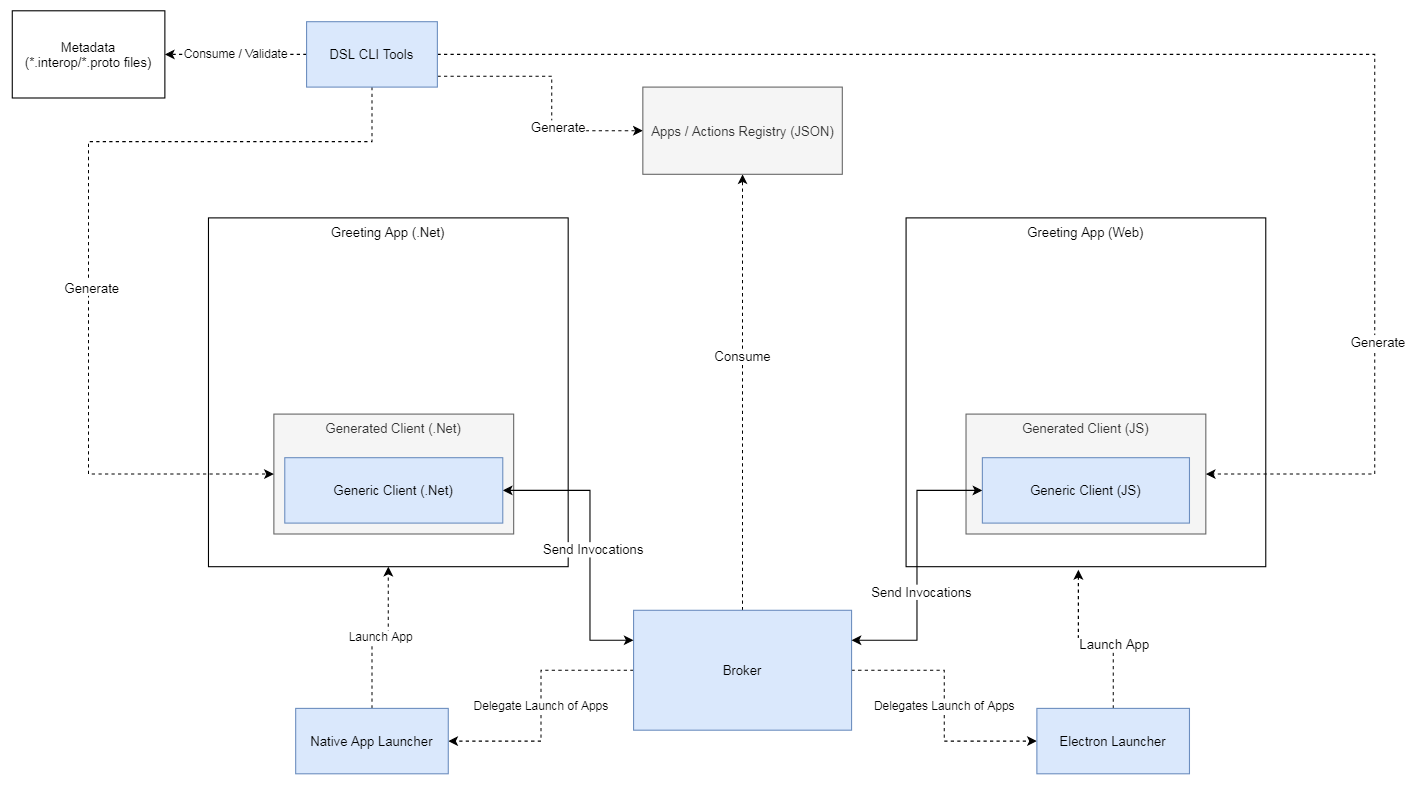 Metadata
(*.interop/*.proto files)
Consume / Validate
DSL CLI Tools
Generate
Apps / Actions Registry (JSON)
Greeting App (.Net)
Greeting App (Web)
Generate
Generate
Consume
Generated Client (.Net)
Generic Client (.Net)
Generated Client (JS)
Generic Client (JS)
Send Invocations
Send Invocations
Launch App
Launch App
Broker
Delegate Launch of Apps
Delegates Launch of Apps
Native App Launcher
Electron Launcher